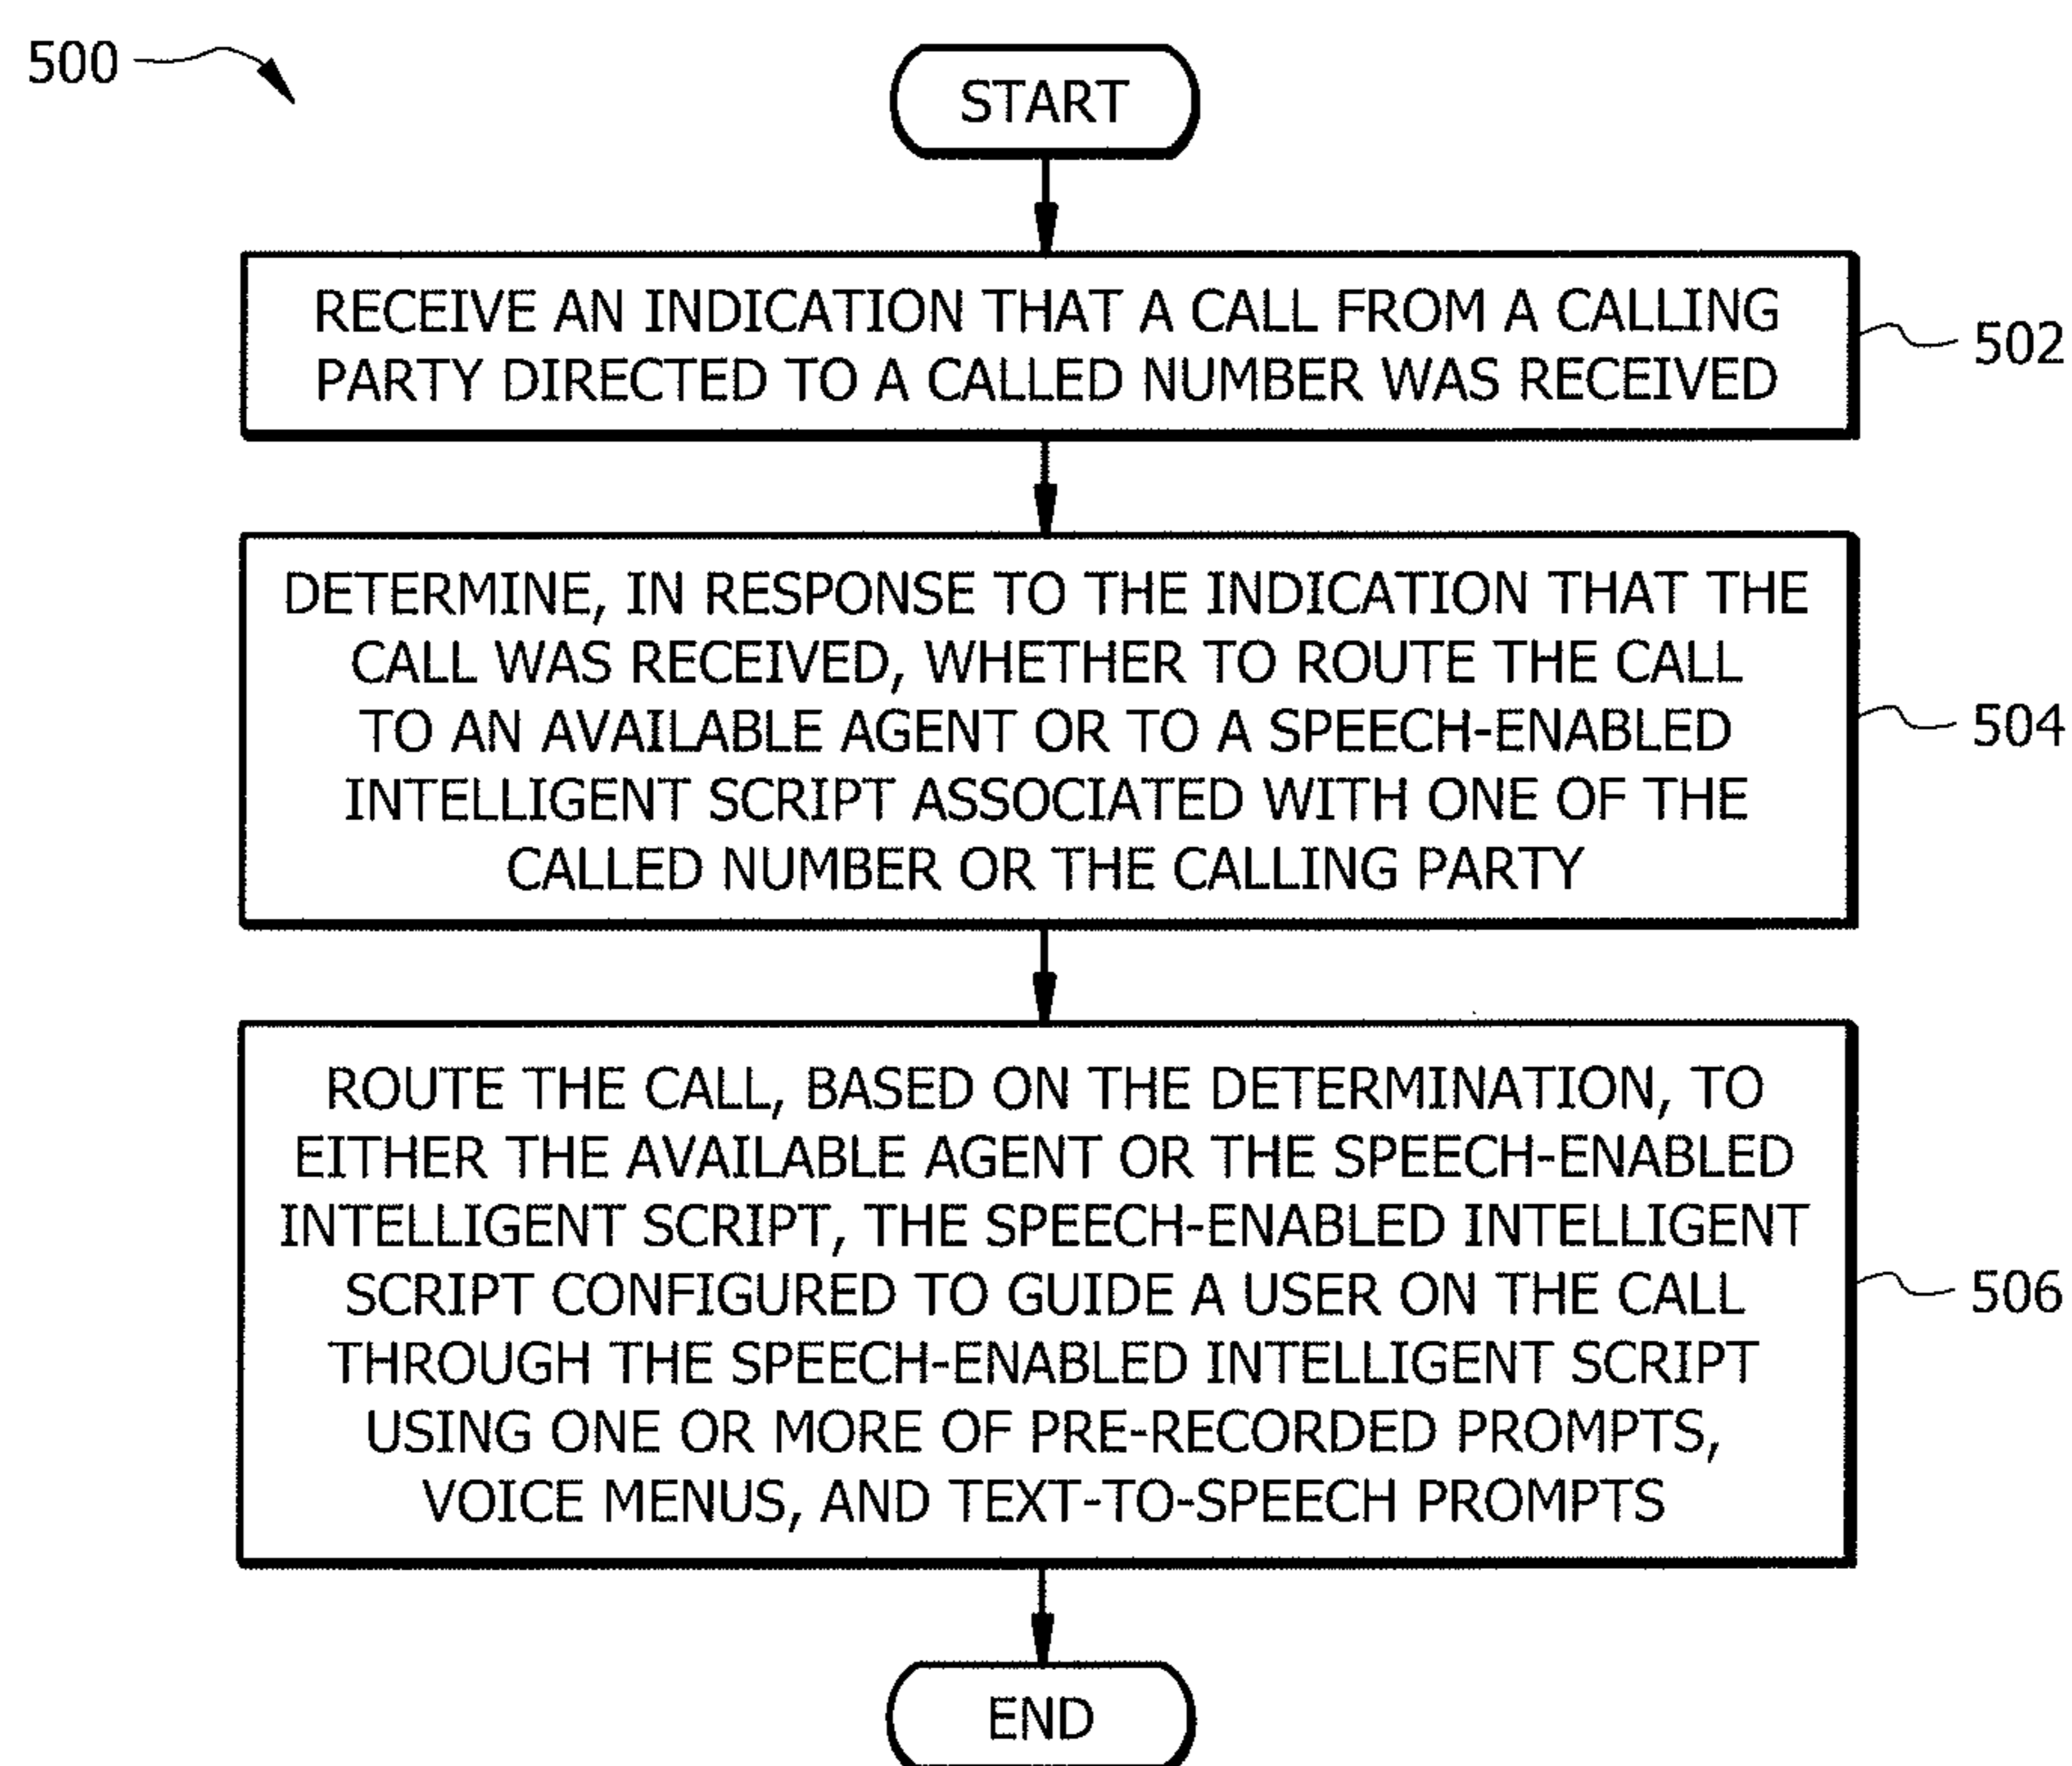 500
START
RECEIVE AN INDICATION THAT A CALL FROM A CALLING
PARTY DIRECTED TO A CALLED NUMBER WAS RECEIVED
502
DETERMINE, IN RESPONSE TO THE INDICATION THAT THE
CALL WAS RECEIVED, WHETHER TO ROUTE THE CALL
TO AN AVAILABLE AGENT OR TO A SPEECH-ENABLED
INTELLIGENT SCRIPT ASSOCIATED WITH ONE OF THE
CALLED NUMBER OR THE CALLING PARTY
504
ROUTE THE CALL, BASED ON THE DETERMINATION, TO
EITHER THE AVAILABLE AGENT OR THE SPEECH-ENABLED
INTELLIGENT SCRIPT, THE SPEECH-ENABLED INTELLIGENT
SCRIPT CONFIGURED TO GUIDE A USER ON THE CALL
THROUGH THE SPEECH-ENABLED INTELLIGENT SCRIPT
USING ONE OR MORE OF PRE-RECORDED PROMPTS,
VOICE MENUS, AND TEXT-TO-SPEECH PROMPTS
506
END